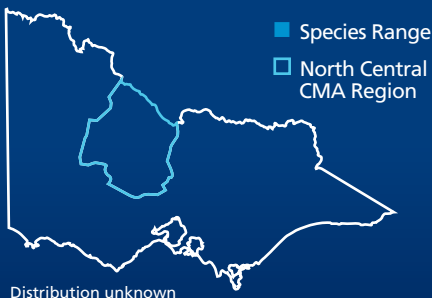 Species Range
North Central
CMA Region
Distribution unknown